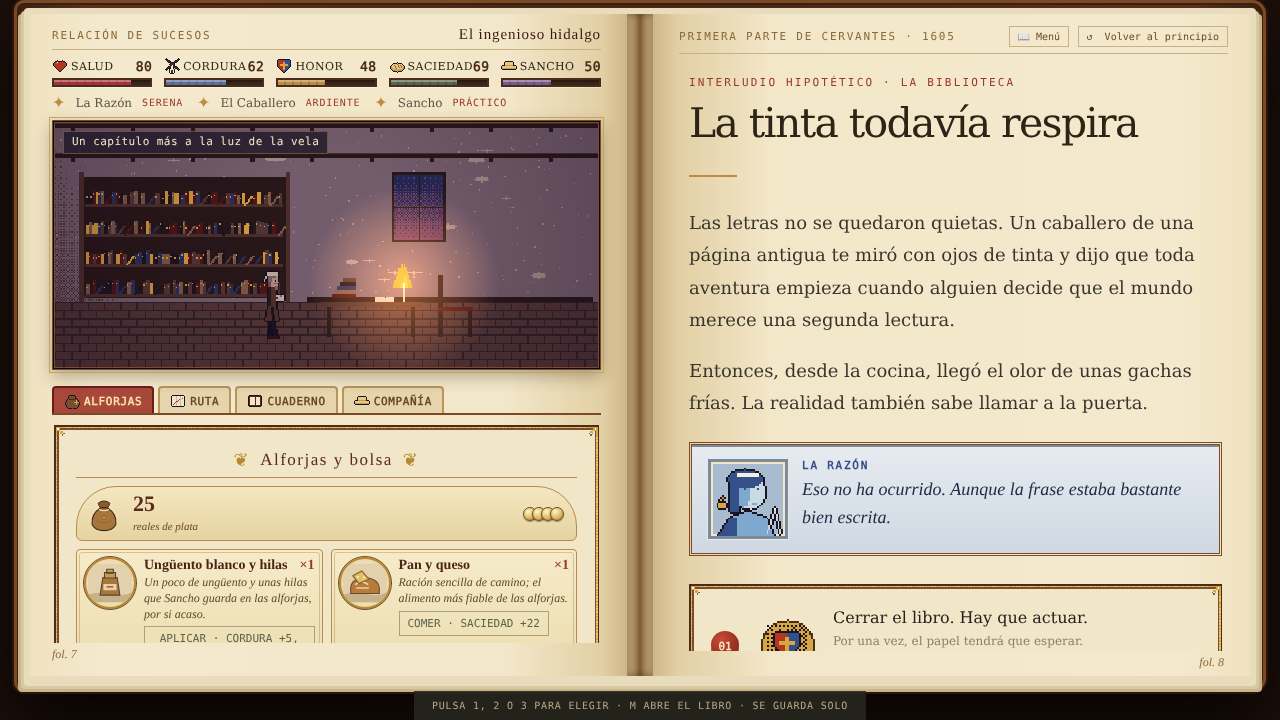 RELACIÓN DE SUCESOS
El ingenioso hidalgo
SALUD 80
CORDURA 62
HONOR 48
SACIEDAD 69
SANCHO 50
La Razón SERENA
El Caballero ARDIENTE
Sancho PRÁCTICO
Un capítulo más a la luz de la vela
ALFORJAS
RUTA
CUADERNO
COMPAÑÍA
Alforjas y bolsa
25
reales de plata
Ungüento blanco y hilas ×1
Un poco de ungüento y unas hilas
que Sancho guarda en las alforjas,
por si acaso.
APLICAR · CORDURA +5,
Pan y queso ×1
Ración sencilla de camino; el
alimento más fiable de las alforjas.
COMER · SACIEDAD +22
fol. 7
PRIMERA PARTE DE CERVANTES · 1605
Menú
Volver al principio
INTERLUDIO HIPOTÉTICO · LA BIBLIOTECA
La tinta todavía respira
Las letras no se quedaron quietas. Un caballero de una
página antigua te miró con ojos de tinta y dijo que toda
aventura empieza cuando alguien decide que el mundo
merece una segunda lectura.
Entonces, desde la cocina, llegó el olor de unas gachas
frías. La realidad también sabe llamar a la puerta.
LA RAZÓN
Eso no ha ocurrido. Aunque la frase estaba bastante
bien escrita.
01
Cerrar el libro. Hay que actuar.
Por una vez, el papel tendrá que esperar.
fol. 8
PULSA 1, 2 O 3 PARA ELEGIR · M ABRE EL LIBRO · SE GUARDA SOLO